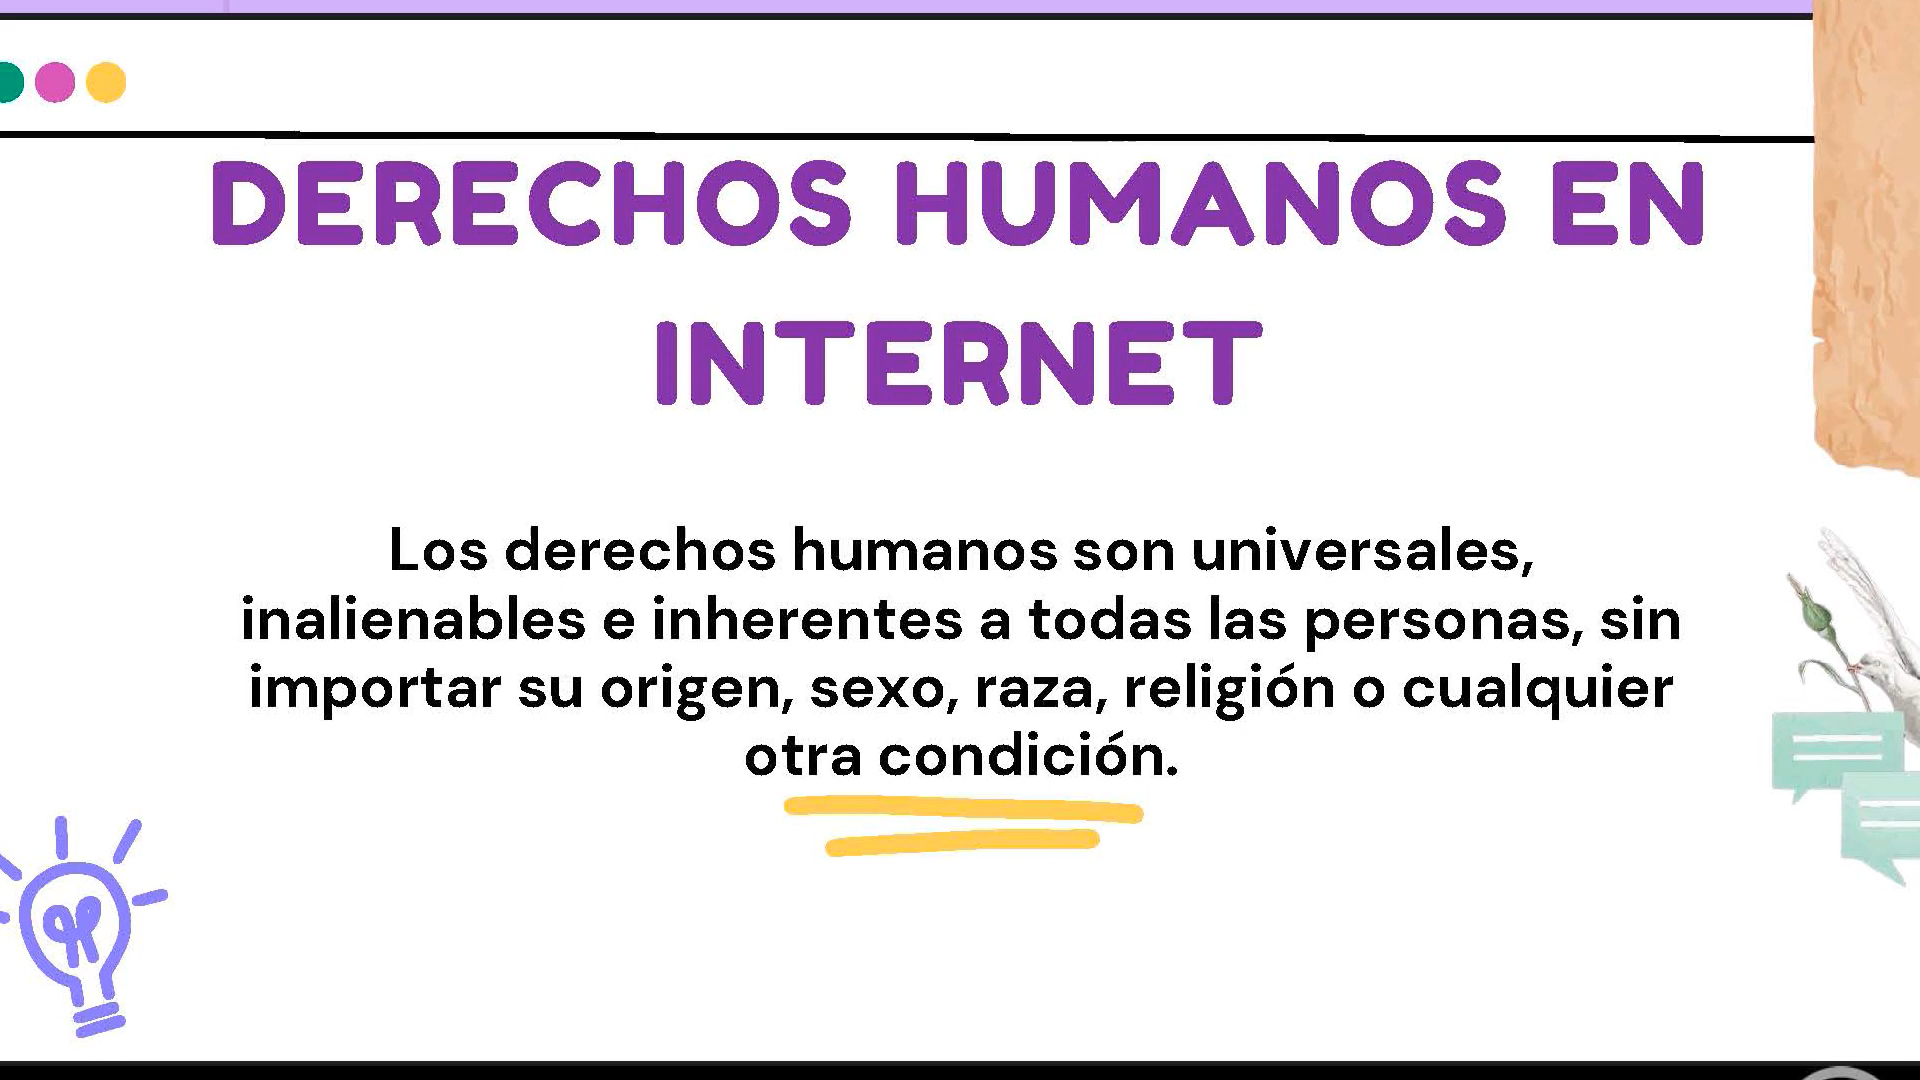 DERECHOS HUMANOS EN
INTERNET
Los derechos humanos son universales,
inalienables e inherentes a todas las personas, sin
importar su origen, sexo, raza, religión o cualquier
otra condición.